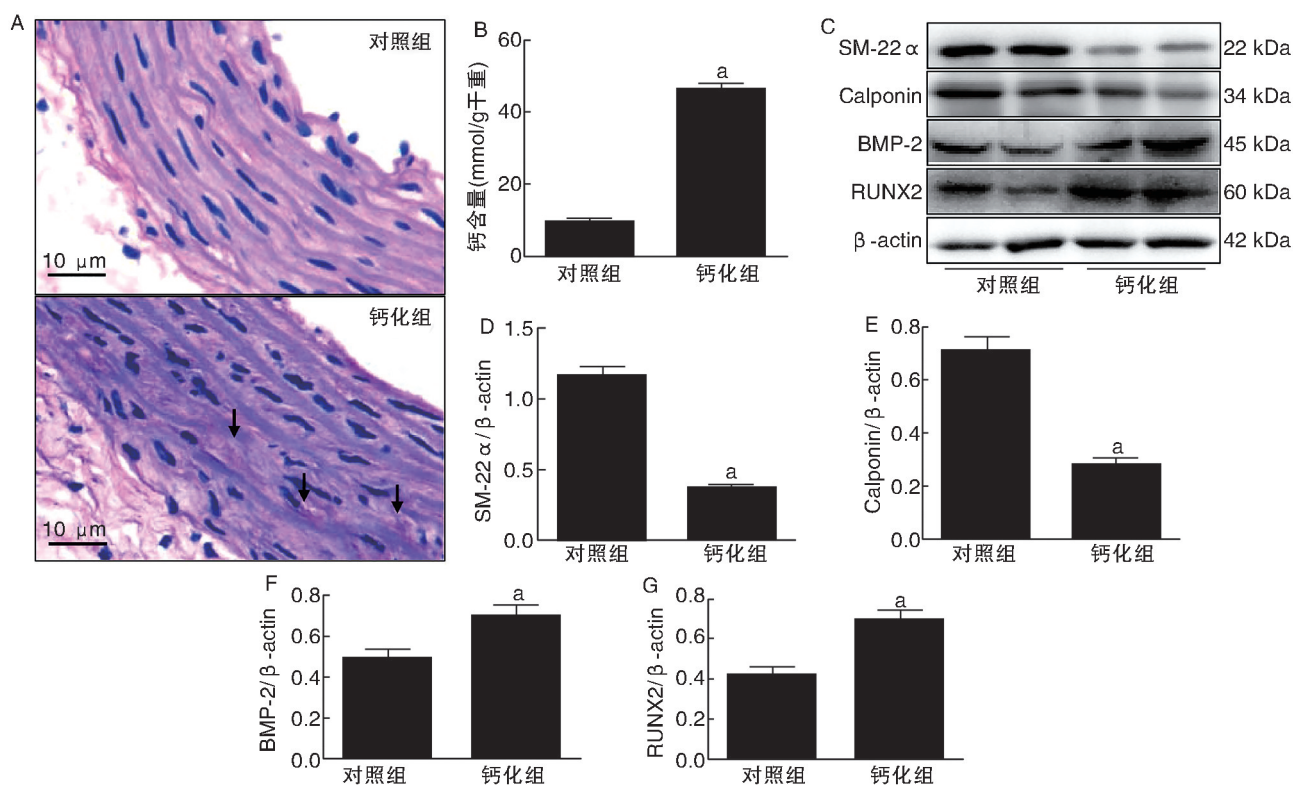 A
对照组
10 μm
钙化组
10 μm
B
钙含量(mmol/g干重)
60
40
20
0
a
对照组
钙化组
C
SM-22α
22 kDa
Calponin
34 kDa
BMP-2
45 kDa
RUNX2
60 kDa
β-actin
42 kDa
对照组
钙化组
D
SM-22α/β-actin
1.5
1.0
0.5
0.0
a
对照组
钙化组
E
Calponin/β-actin
0.8
0.6
0.4
0.2
0.0
a
对照组
钙化组
F
BMP-2/β-actin
0.8
0.6
0.4
0.2
0.0
a
对照组
钙化组
G
RUNX2/β-actin
0.8
0.6
0.4
0.2
0.0
a
对照组
钙化组